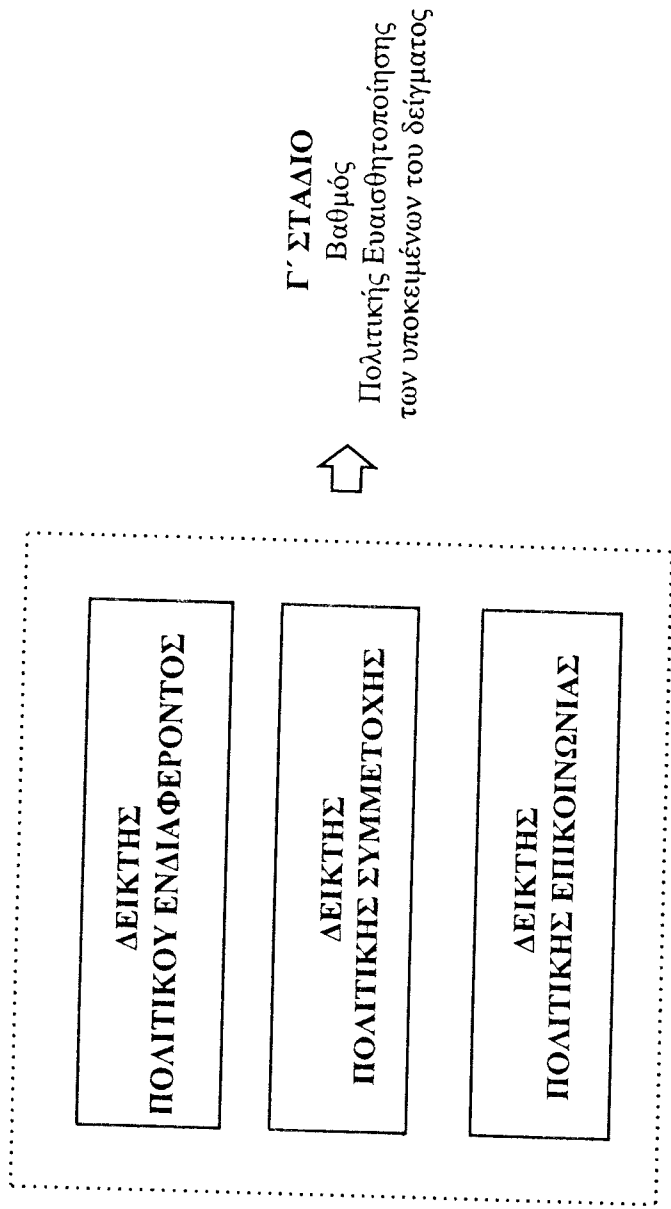 ΔΕΙΚΤΗΣ
ΠΟΛΙΤΙΚΟΥ ΕΝΔΙΑΦΕΡΟΝΤΟΣ
ΔΕΙΚΤΗΣ
ΠΟΛΙΤΙΚΗΣ ΣΥΜΜΕΤΟΧΗΣ
ΔΕΙΚΤΗΣ
ΠΟΛΙΤΙΚΗΣ ΕΠΙΚΟΙΝΩΝΙΑΣ
Γ΄ ΣΤΑΔΙΟ
Βαθμός
Πολιτικής Ευαισθητοποίησης
των υποκειμένων του δείγματος